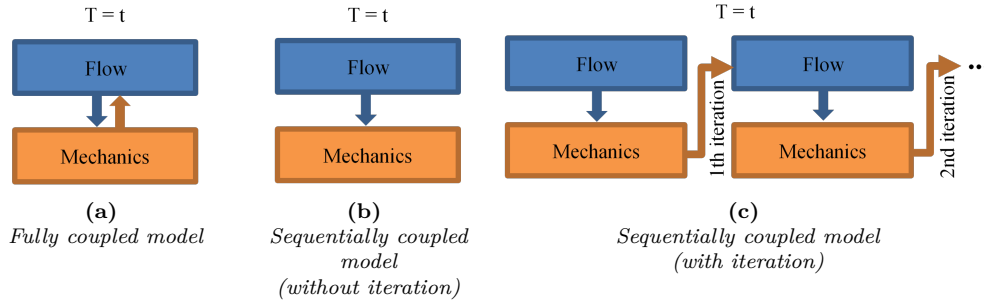 T = t
Flow
Mechanics
(a)
Fully coupled model
T = t
Flow
Mechanics
(b)
Sequentially coupled
model
(without iteration)
T = t
Flow
Mechanics
1th iteration
Flow
Mechanics
2nd iteration
..
(c)
Sequentially coupled model
(with iteration)